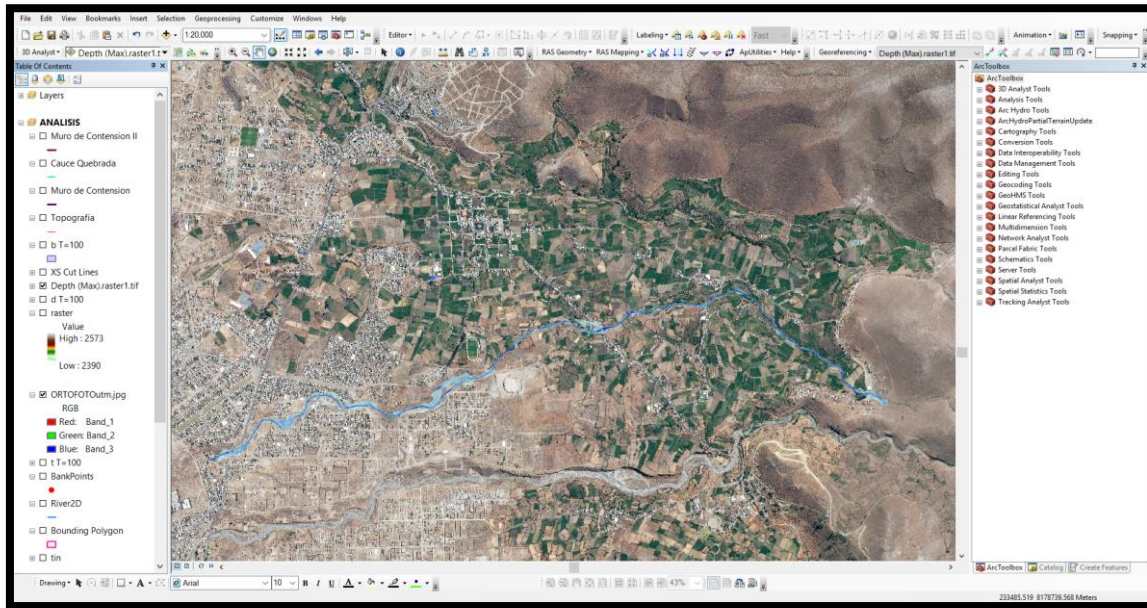 File Edit View Bookmarks Insert Selection Geoprocessing Customize Windows Help
1:20,000 Editor Labeling Fast Animation Snapping
3D Analyst Depth (Max).raster1.t RAS Geometry RAS Mapping ApUtilities Help Georeferencing Depth (Max).raster1.tif
Table Of Contents
Layers
ANALISIS
Muro de Contension II
Cauce Quebrada
Muro de Contension
Topografia
b T=100
XS Cut Lines
Depth (Max).raster1.tif
d T=100
raster
Value
High : 2573
Low : 2390
ORTOFOTOutm.jpg
RGB
Red: Band_1
Green: Band_2
Blue: Band_3
t T=100
BankPoints
River2D
Bounding Polygon
tin
ArcToolbox
ArcToolbox
3D Analyst Tools
Analysis Tools
Arc Hydro Tools
ArcHydroPartialTerrainUpdate
Cartography Tools
Conversion Tools
Data Interoperability Tools
Data Management Tools
Editing Tools
Geocoding Tools
GeoHMS Tools
Geostatistical Analyst Tools
Linear Referencing Tools
Multidimension Tools
Network Analyst Tools
Parcel Fabric Tools
Schematics Tools
Server Tools
Spatial Analyst Tools
Spatial Statistics Tools
Tracking Analyst Tools
ArcToolbox Catalog Create Features
Drawing A Arial 10 B I U A 43%
233485.519 8178739.568 Meters